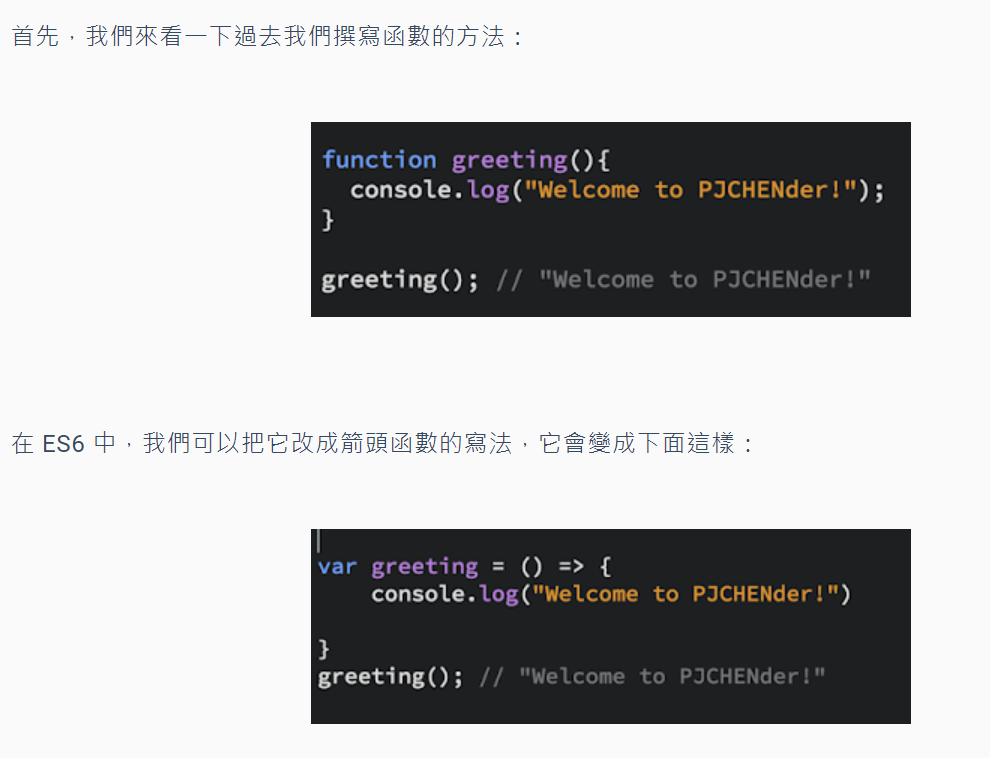 首先，我們來看一下過去我們撰寫函數的方法：
function greeting(){
  console.log("Welcome to PJCHENder!");
}
greeting(); // "Welcome to PJCHENder!"
在 ES6 中，我們可以把它改成箭頭函數的寫法，它會變成下面這樣：
var greeting = () => {
    console.log("Welcome to PJCHENder!")
}
greeting(); // "Welcome to PJCHENder!"